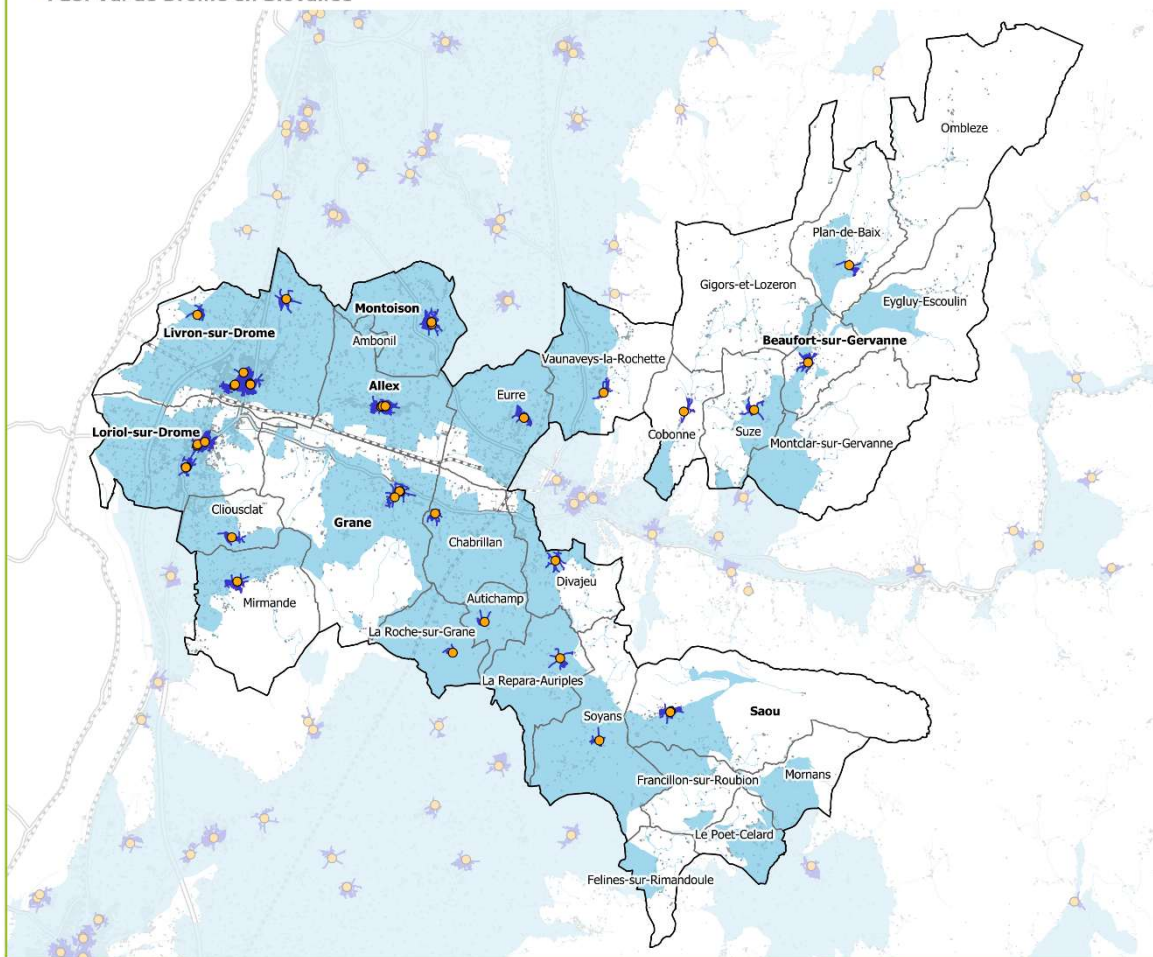 Ombleze
Plan-de-Baix
Gigors-et-Lozeron
Eygluy-Escoulin
Montoison
Livron-sur-Drome
Ambonil
Beaufort-sur-Gervanne
Vaunaveys-la-Rochette
Allex
Eurre
Loriol-sur-Drome
Cobonne
Suze
Montclar-sur-Gervanne
Cliousclat
Grane
Chabrillan
Divajeu
Mirmande
Autichamp
La Roche-sur-Grane
La Repara-Auriples
Soyans
Saou
Francillon-sur-Roubion
Mornans
Le Poet-Celard
Felines-sur-Rimandoule